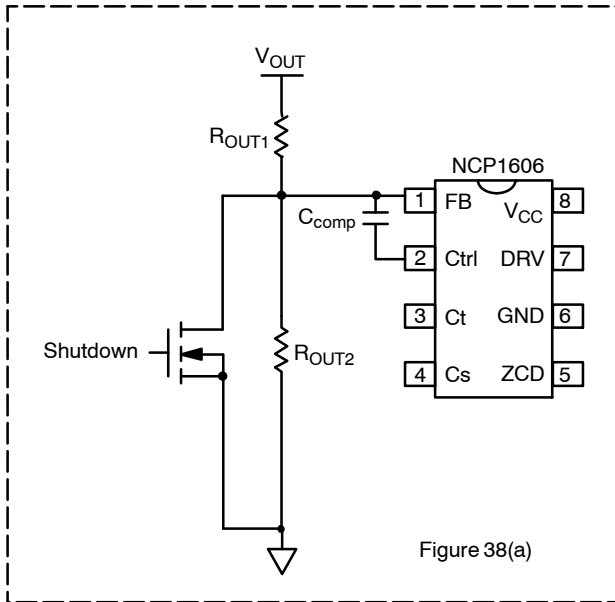 VOUT
ROUT1
NCP1606
1 FB VCC 8
Ccomp
2 Ctrl DRV 7
3 Ct GND 6
Shutdown
ROUT2
4 Cs ZCD 5
Figure 38(a)